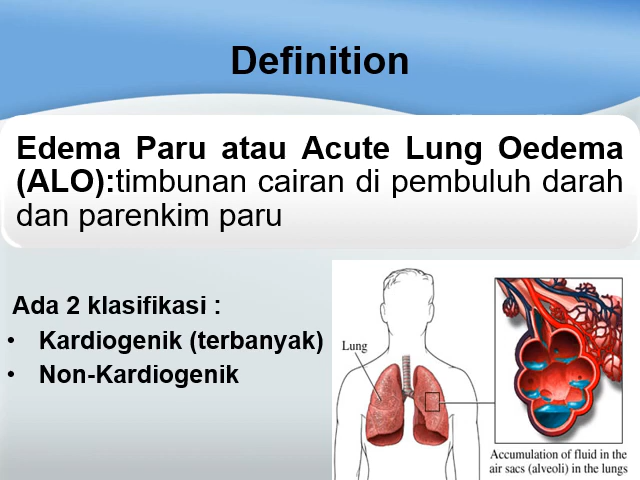 Definition
Edema Paru atau Acute Lung Oedema
(ALO):timbunan cairan di pembuluh darah
dan parenkim paru
Ada 2 klasifikasi :
• Kardiogenik (terbanyak)
• Non-Kardiogenik
Lung
Accumulation of fluid in the
air sacs (alveoli) in the lungs